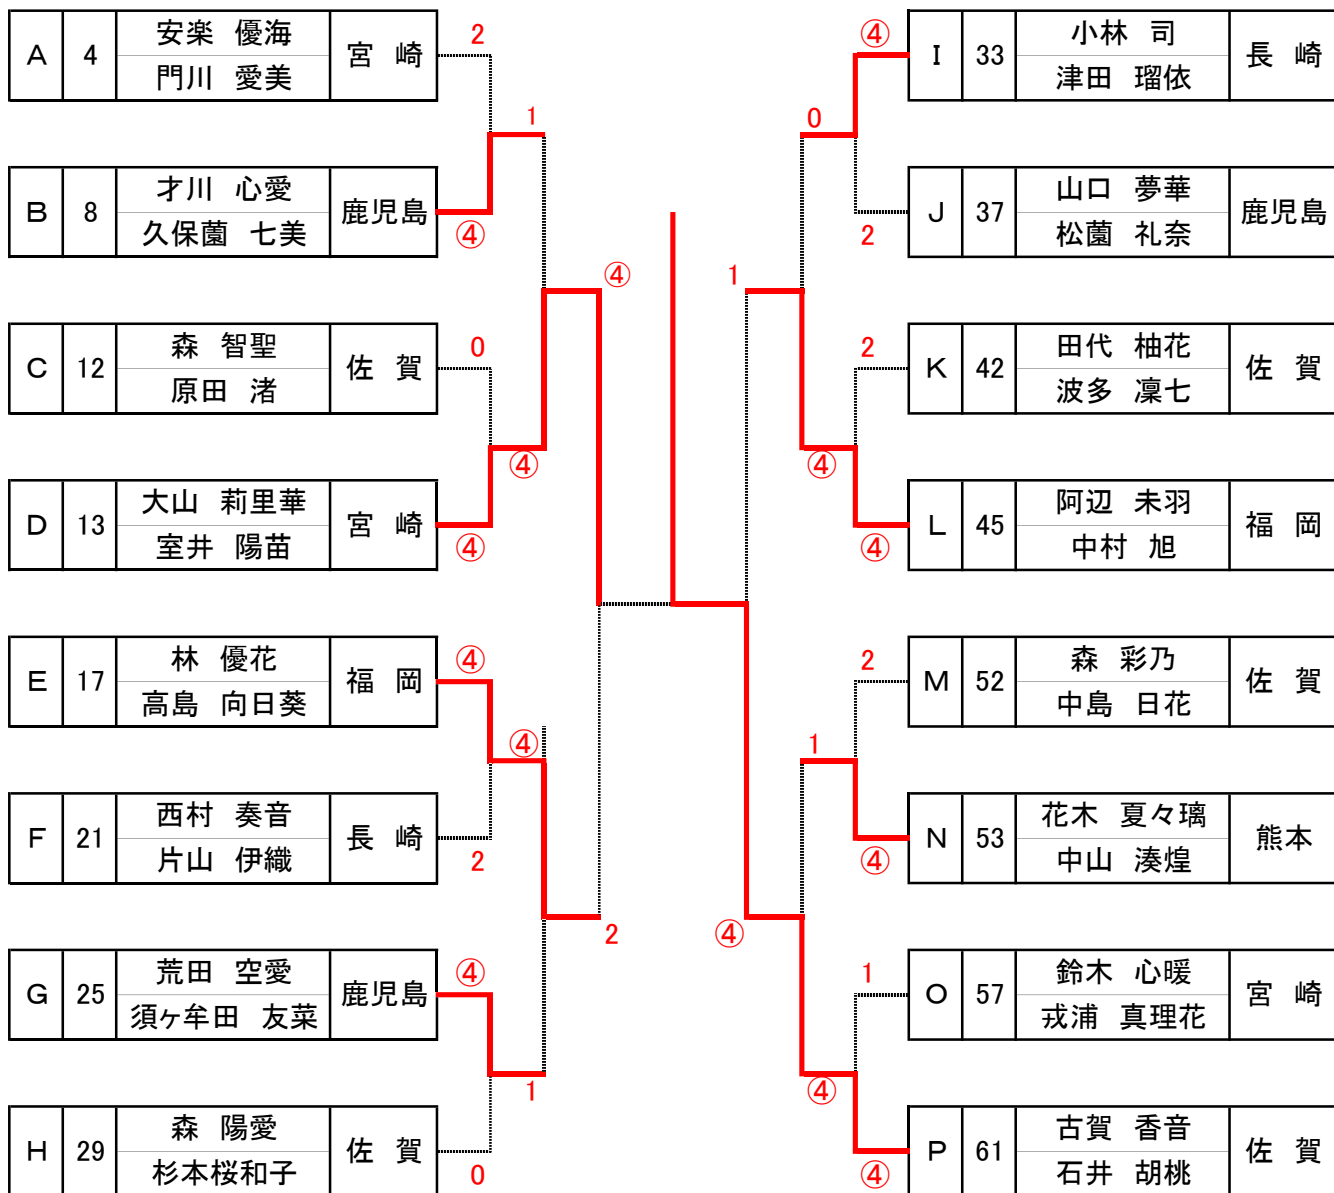 A 4 安楽 優海 門川 愛美 宮 崎 2
1
B 8 才川 心愛 久保薗 七美 鹿児島 ④
④
C 12 森 智聖 原田 渚 佐 賀 0
④
D 13 大山 莉里華 室井 陽苗 宮 崎 ④
E 17 林 優花 高島 向日葵 福 岡 ④
④
F 21 西村 奏音 片山 伊織 長 崎 2
2
G 25 荒田 空愛 須ヶ牟田 友菜 鹿児島 ④
1
H 29 森 陽愛 杉本桜和子 佐 賀 0
④ I 33 小林 司 津田 瑠依 長 崎
0
2 J 37 山口 夢華 松薗 礼奈 鹿児島
1
2 K 42 田代 柚花 波多 凜七 佐 賀
④
④ L 45 阿辺 未羽 中村 旭 福 岡
2 M 52 森 彩乃 中島 日花 佐 賀
1
④ N 53 花木 夏々璃 中山 湊煌 熊本
④
1 O 57 鈴木 心暖 戎浦 真理花 宮 崎
④
④ P 61 古賀 香音 石井 胡桃 佐 賀